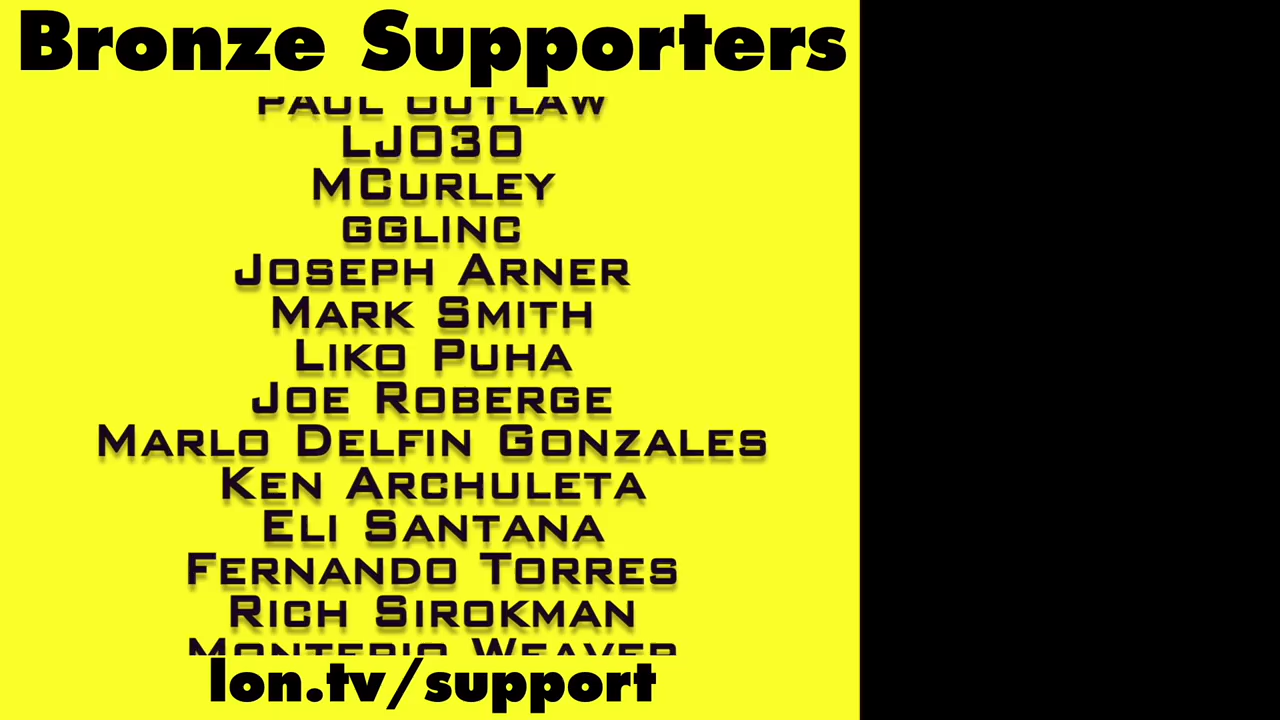 Bronze Supporters
PAUL OUTLAW
LJ030
MCURLEY
GGLINC
JOSEPH ARNER
MARK SMITH
LIKO PUHA
JOE ROBERGE
MARLO DELFIN GONZALES
KEN ARCHULETA
ELI SANTANA
FERNANDO TORRES
RICH SIROKMAN
WEAVER
lon.tv/support